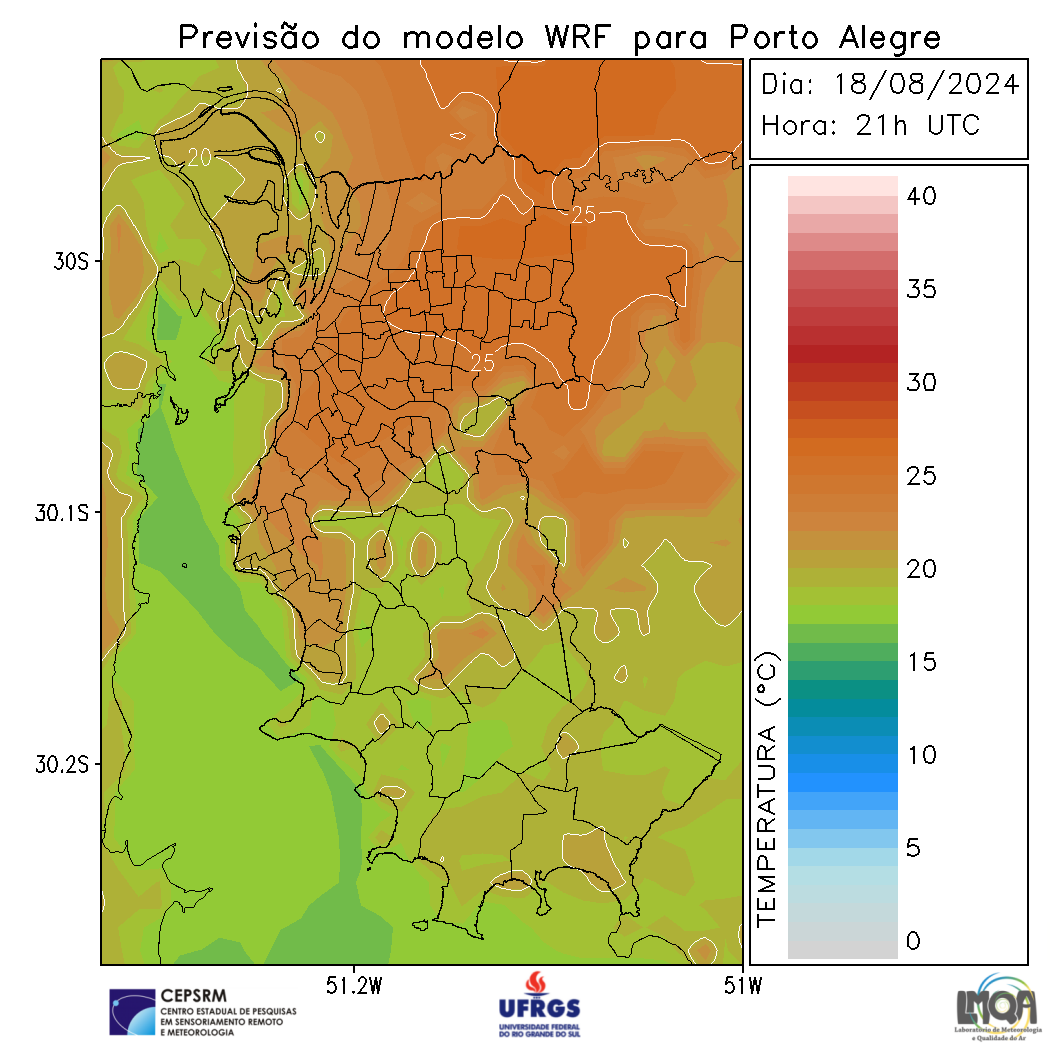 Previsão do modelo WRF para Porto Alegre
Dia: 18/08/2024
Hora: 21h UTC
20
25
25
30S
30.1S
30.2S
51.2W
51W
TEMPERATURA (°C)
40
35
30
25
20
15
10
5
0
CEPSRM
CENTRO ESTADUAL DE PESQUISAS
EM SENSORIAMENTO REMOTO
E METEOROLOGIA
UFRGS
UNIVERSIDADE FEDERAL
DO RIO GRANDE DO SUL
LMQA
Laboratório de Meteorologia
e Qualidade do Ar